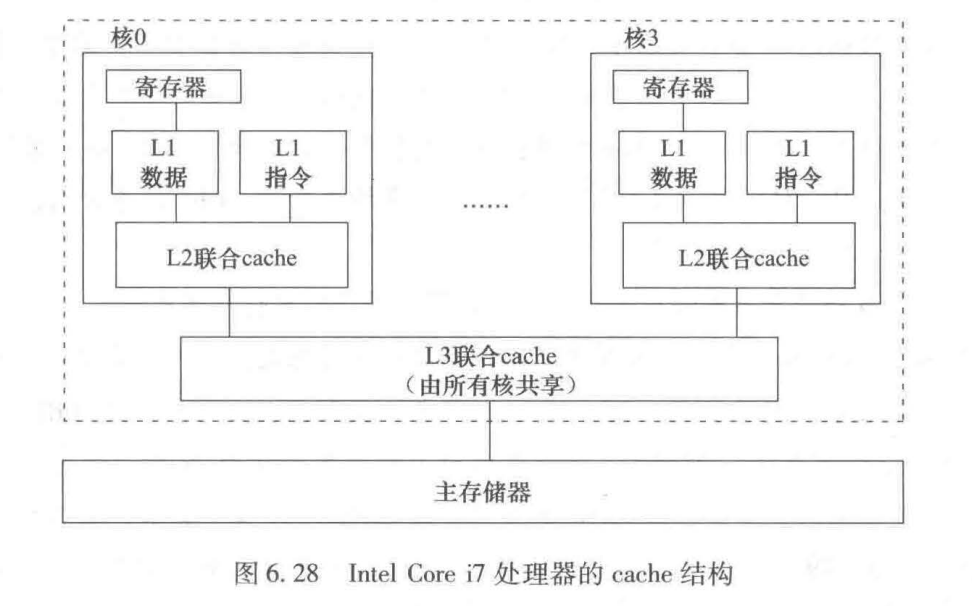 核0
核3
寄存器
寄存器
L1
数据
L1
指令
L1
数据
L1
指令
......
L2联合cache
L2联合cache
L3联合cache
（由所有核共享）
主存储器
图 6.28 Intel Core i7 处理器的 cache 结构